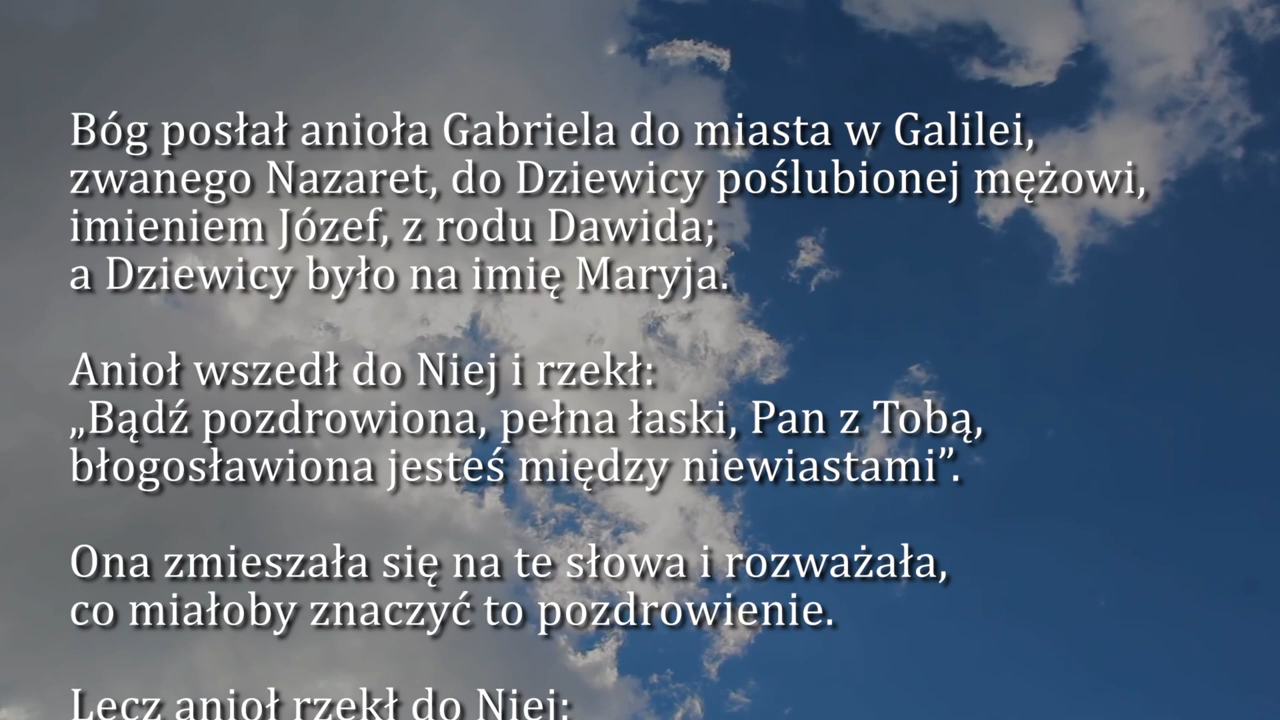 Bóg posłał anioła Gabriela do miasta w Galilei,
zwanego Nazaret, do Dziewicy poślubionej mężowi,
imieniem Józef, z rodu Dawida;
a Dziewicy było na imię Maryja.
Anioł wszedł do Niej i rzekł:
„Bądź pozdrowiona, pełna łaski, Pan z Tobą,
błogosławiona jesteś między niewiastami”.
Ona zmieszała się na te słowa i rozważała,
co miałoby znaczyć to pozdrowienie.
Lecz anioł rzekł do Niej: